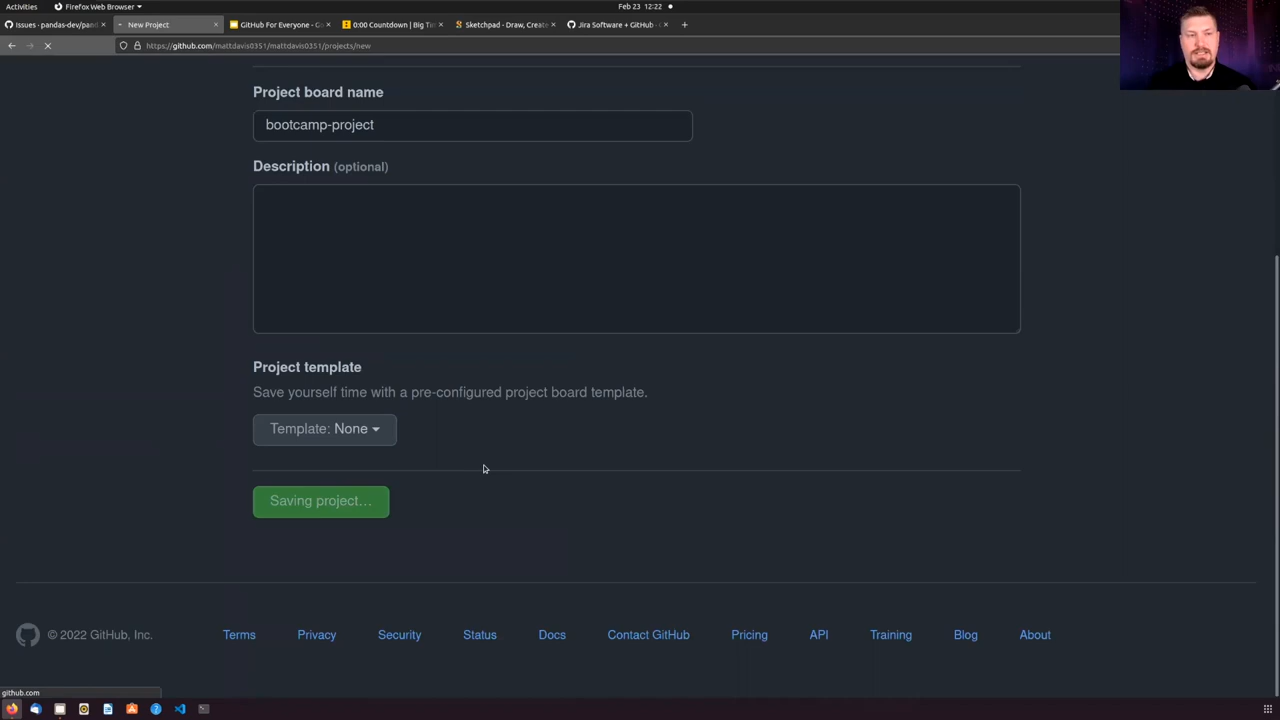 Activities
Firefox Web Browser
Feb 23 12:22
Issues · pandas-dev/pand
New Project
GitHub For Everyone - Go
0:00 Countdown | Big Te
Sketchpad - Draw, Create
Jira Software + GitHub ·
https://github.com/mattdavis0351/mattdavis0351/projects/new
Project board name
bootcamp-project
Description (optional)
Project template
Save yourself time with a pre-configured project board template.
Template: None
Saving project…
© 2022 GitHub, Inc.
Terms
Privacy
Security
Status
Docs
Contact GitHub
Pricing
API
Training
Blog
About
github.com